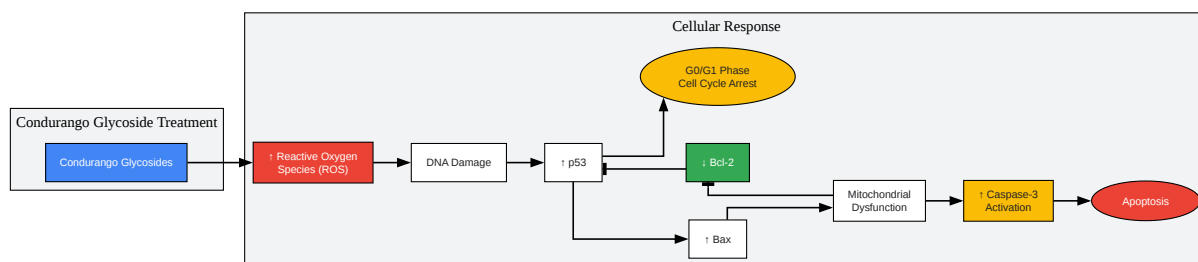 Cellular Response
G0/G1 Phase
Cell Cycle Arrest
Condurango Glycoside Treatment
Condurango Glycosides
↑ Reactive Oxygen
Species (ROS)
DNA Damage
↑ p53
↓ Bcl-2
Mitochondrial
Dysfunction
↑ Caspase-3
Activation
Apoptosis
↑ Bax